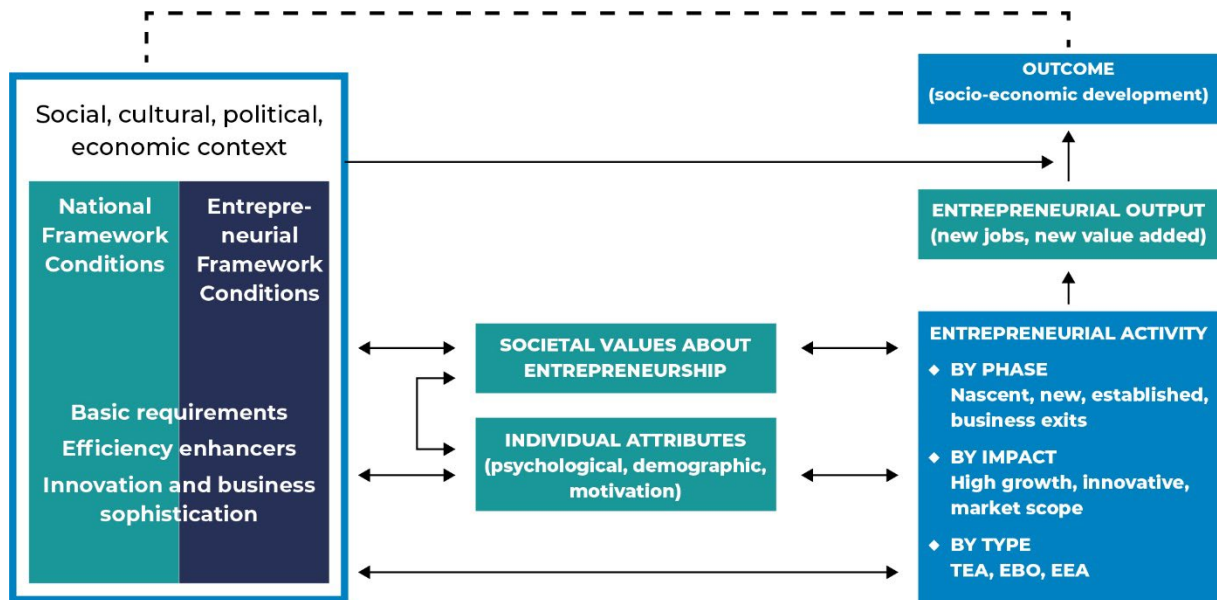 Social, cultural, political,
economic context
National
Framework
Conditions
Entrepre-
neurial
Framework
Conditions
Basic requirements
Efficiency enhancers
Innovation and business
sophistication
SOCIETAL VALUES ABOUT
ENTREPRENEURSHIP
INDIVIDUAL ATTRIBUTES
(psychological, demographic,
motivation)
OUTCOME
(socio-economic development)
ENTREPRENEURIAL OUTPUT
(new jobs, new value added)
ENTREPRENEURIAL ACTIVITY
◆ BY PHASE
Nascent, new, established,
business exits
◆ BY IMPACT
High growth, innovative,
market scope
◆ BY TYPE
TEA, EBO, EEA